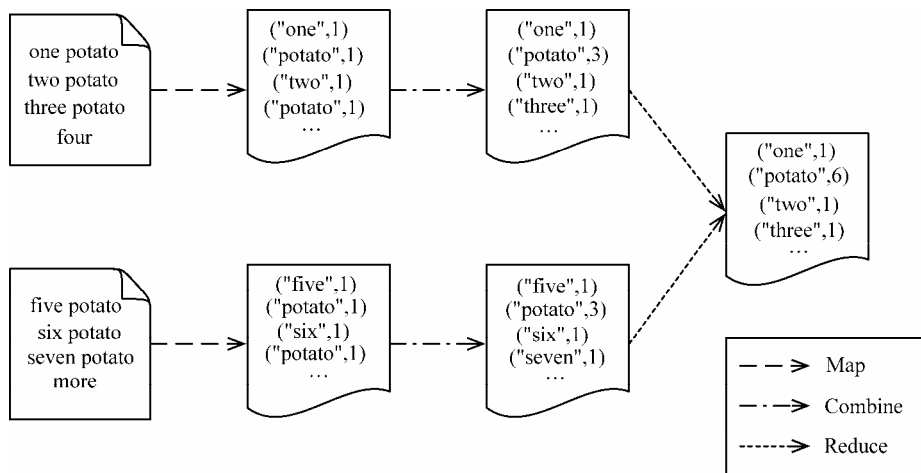 one potato
two potato
three potato
four
("one",1)
("potato",1)
("two",1)
("potato",1)
...
("one",1)
("potato",3)
("two",1)
("three",1)
...
five potato
six potato
seven potato
more
("five",1)
("potato",1)
("six",1)
("potato",1)
...
("five",1)
("potato",3)
("six",1)
("seven",1)
...
("one",1)
("potato",6)
("two",1)
("three",1)
...
Map
Combine
Reduce